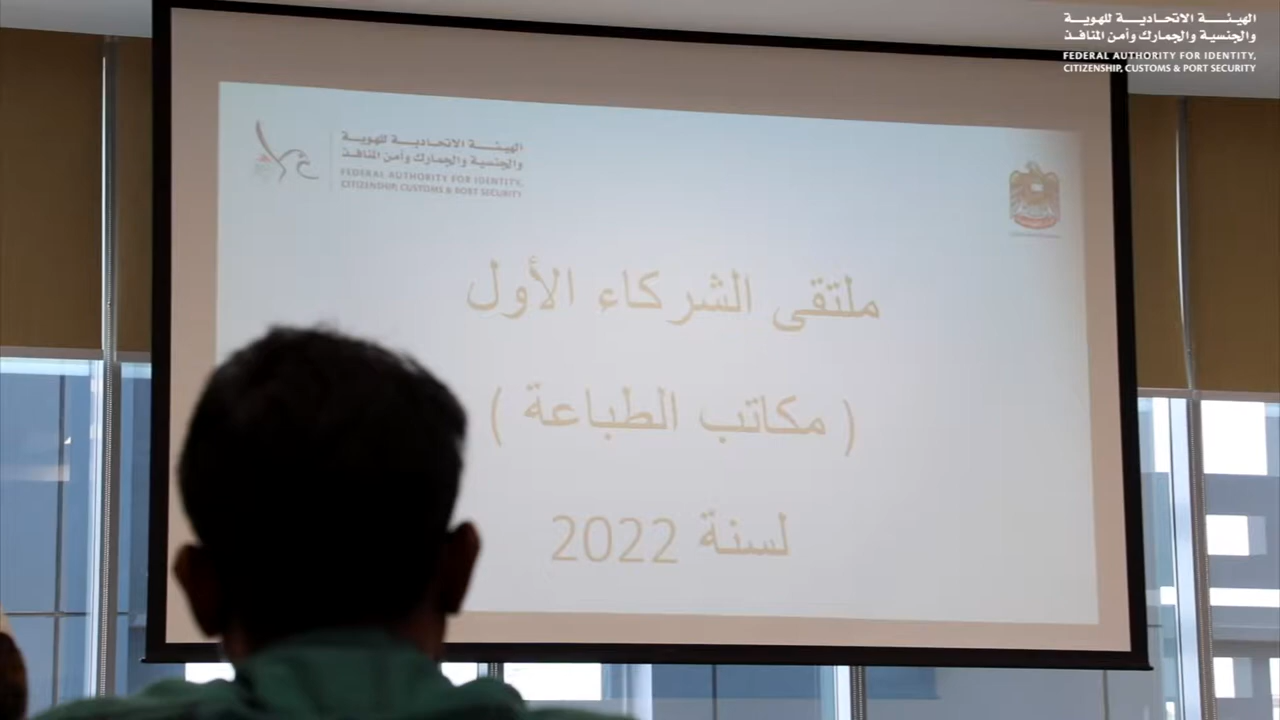 الهيئة الاتحادية للهوية
والجنسية والجمارك وأمن المنافذ
FEDERAL AUTHORITY FOR IDENTITY,
CITIZENSHIP, CUSTOMS & PORT SECURITY
الهيئة الاتحادية للهوية
والجنسية والجمارك وأمن المنافذ
FEDERAL AUTHORITY FOR IDENTITY,
CITIZENSHIP, CUSTOMS & PORT SECURITY
ملتقى الشركاء الأول
( مكاتب الطباعة )
لسنة 2022